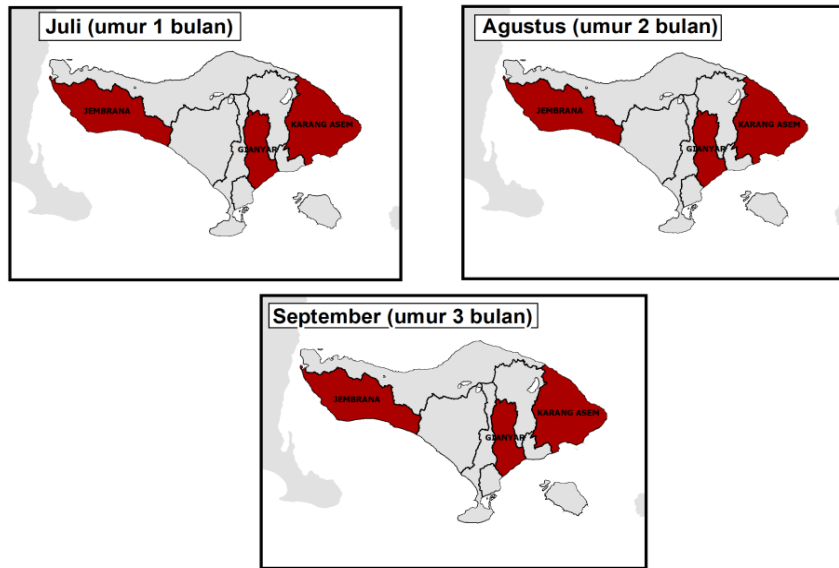 Juli (umur 1 bulan)
JEMBRANA
KARANG ASEM
GIANYAR
Agustus (umur 2 bulan)
JEMBRANA
KARANG ASEM
GIANYAR
September (umur 3 bulan)
JEMBRANA
KARANG ASEM
GIANYAR